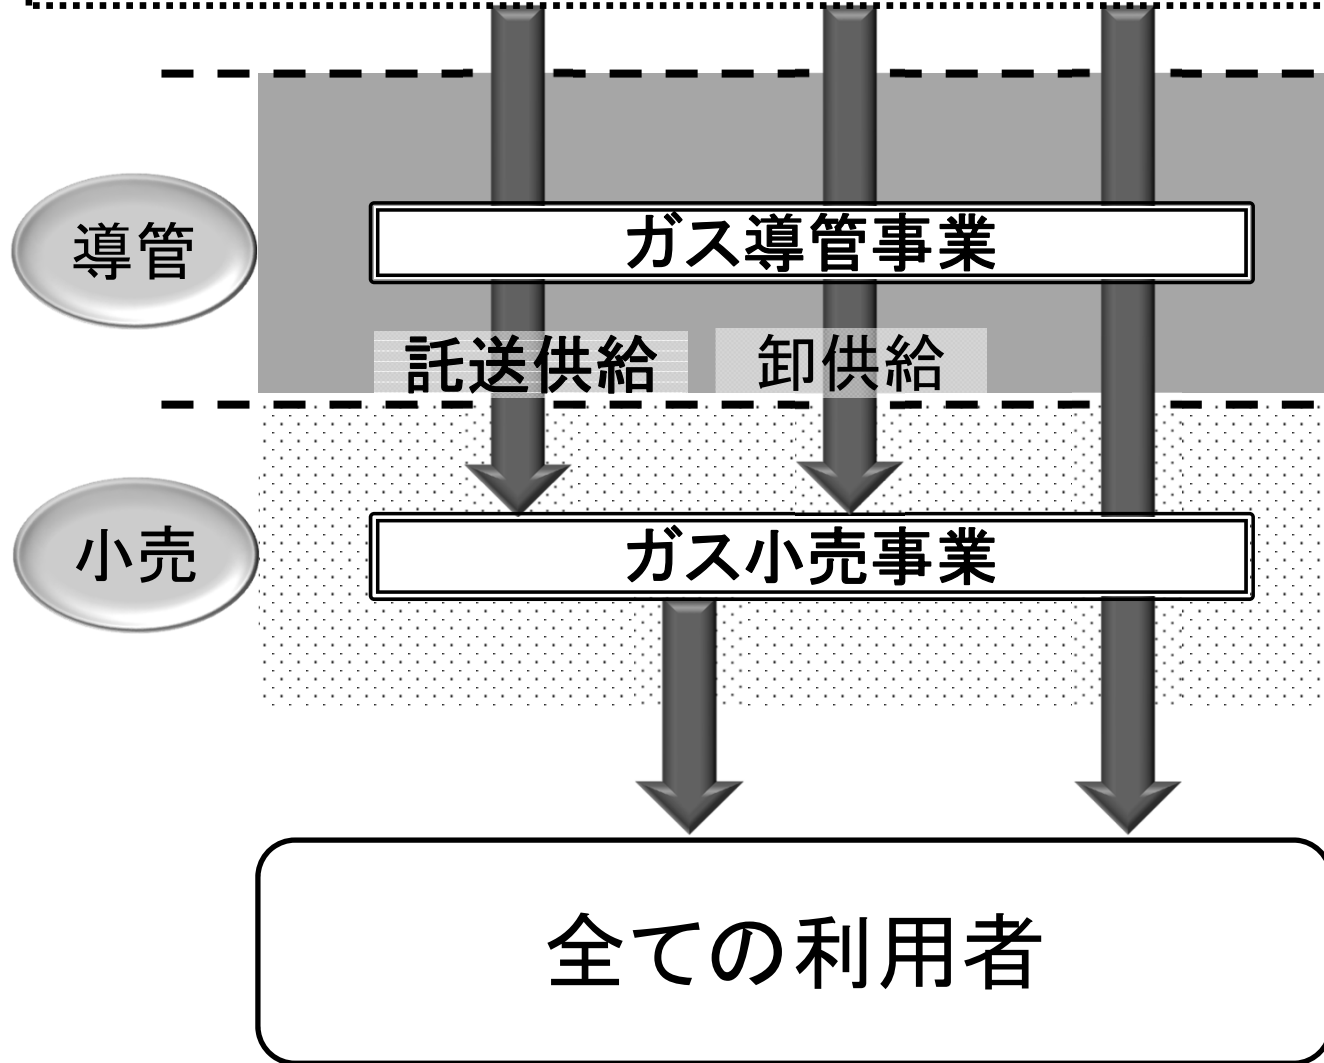 導管
ガス導管事業
託送供給
卸供給
小売
ガス小売事業
全ての利用者